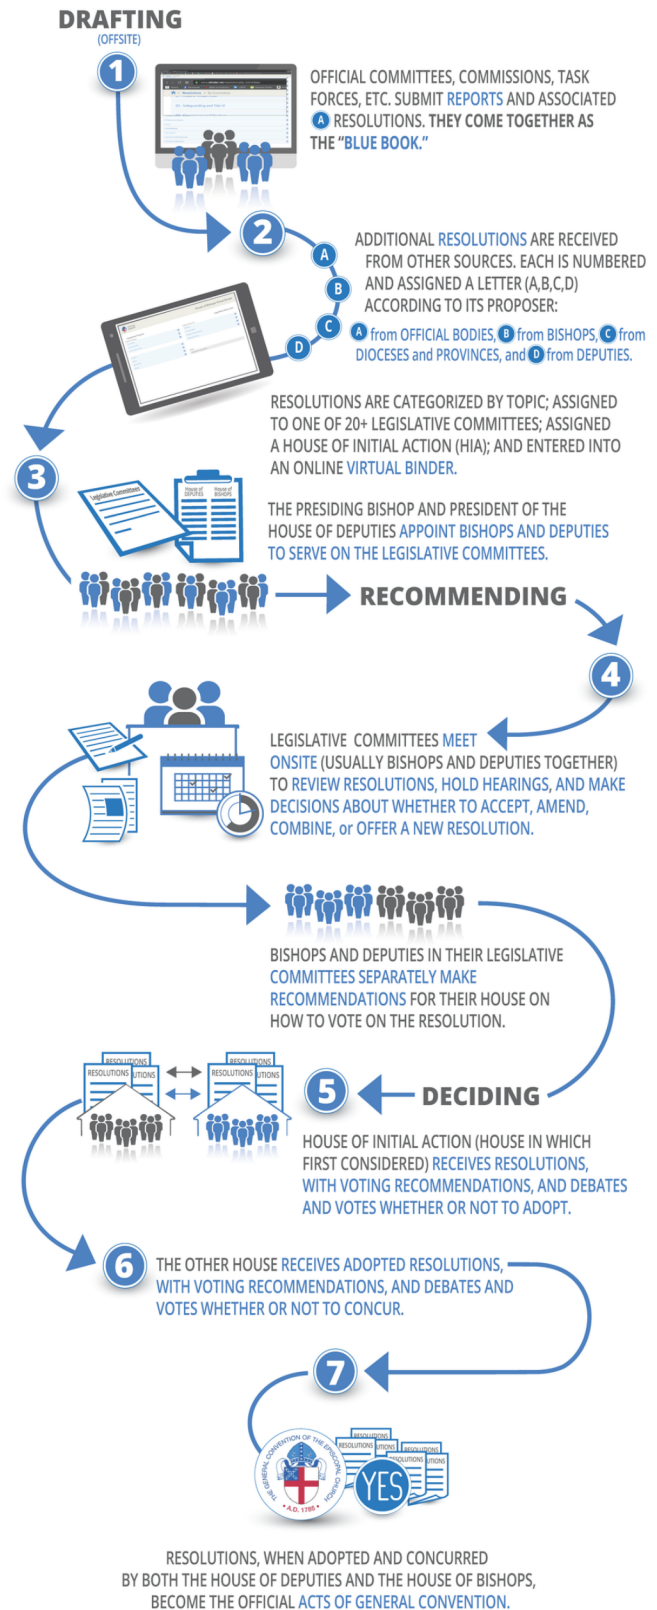 DRAFTING
(OFFSITE)
1
OFFICIAL COMMITTEES, COMMISSIONS, TASK
FORCES, ETC. SUBMIT REPORTS AND ASSOCIATED
A RESOLUTIONS. THEY COME TOGETHER AS
THE “BLUE BOOK.”
2
A
B
C
D
ADDITIONAL RESOLUTIONS ARE RECEIVED
FROM OTHER SOURCES. EACH IS NUMBERED
AND ASSIGNED A LETTER (A,B,C,D)
ACCORDING TO ITS PROPOSER:
A from OFFICIAL BODIES, B from BISHOPS, C from
DIOCESES and PROVINCES, and D from DEPUTIES.
RESOLUTIONS ARE CATEGORIZED BY TOPIC; ASSIGNED
TO ONE OF 20+ LEGISLATIVE COMMITTEES; ASSIGNED
A HOUSE OF INITIAL ACTION (HIA); AND ENTERED INTO
AN ONLINE VIRTUAL BINDER.
3
Legislative Committees
House of DEPUTIES
House of BISHOPS
THE PRESIDING BISHOP AND PRESIDENT OF THE
HOUSE OF DEPUTIES APPOINT BISHOPS AND DEPUTIES
TO SERVE ON THE LEGISLATIVE COMMITTEES.
RECOMMENDING
4
LEGISLATIVE COMMITTEES MEET
ONSITE (USUALLY BISHOPS AND DEPUTIES TOGETHER)
TO REVIEW RESOLUTIONS, HOLD HEARINGS, AND MAKE
DECISIONS ABOUT WHETHER TO ACCEPT, AMEND,
COMBINE, or OFFER A NEW RESOLUTION.
BISHOPS AND DEPUTIES IN THEIR LEGISLATIVE
COMMITTEES SEPARATELY MAKE
RECOMMENDATIONS FOR THEIR HOUSE ON
HOW TO VOTE ON THE RESOLUTION.
RESOLUTIONS
RESOLUTIONS
UTIONS
RESOLUTIONS
RESOLUTIONS
UTIONS
5
DECIDING
HOUSE OF INITIAL ACTION (HOUSE IN WHICH
FIRST CONSIDERED) RECEIVES RESOLUTIONS,
WITH VOTING RECOMMENDATIONS, AND DEBATES
AND VOTES WHETHER OR NOT TO ADOPT.
6
THE OTHER HOUSE RECEIVES ADOPTED RESOLUTIONS,
WITH VOTING RECOMMENDATIONS, AND DEBATES AND
VOTES WHETHER OR NOT TO CONCUR.
7
THE GENERAL CONVENTION OF THE EPISCOPAL CHURCH
• A.D. 1785 •
RESOLUTIONS
RESOLUTIONS
UTIONS
RESOLUTIONS
SOLUTIONS
UTIONS
YES
RESOLUTIONS, WHEN ADOPTED AND CONCURRED
BY BOTH THE HOUSE OF DEPUTIES AND THE HOUSE OF BISHOPS,
BECOME THE OFFICIAL ACTS OF GENERAL CONVENTION.